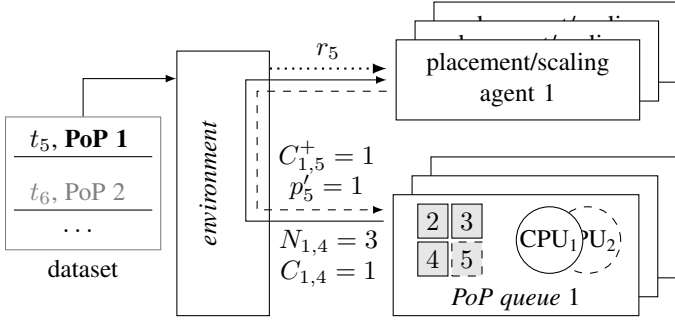 placement/scaling
agent 1
r₅
t₅, PoP 1
t₆, PoP 2
. . .
dataset
environment
C⁺₁,₅ = 1
p′₅ = 1
N₁,₄ = 3
C₁,₄ = 1
2 3
4 5
CPU₁ PU₂
PoP queue 1